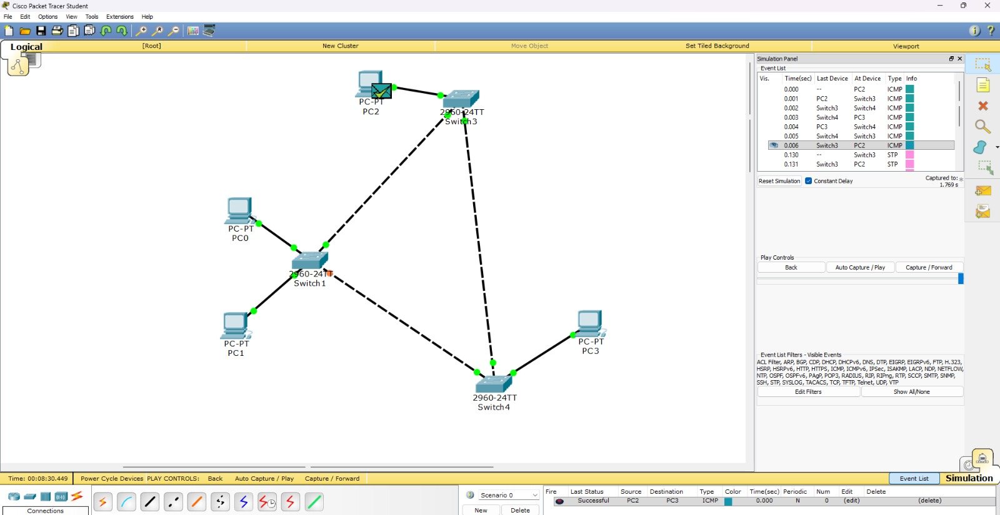 Cisco Packet Tracer Student
File Edit Options View Tools Extensions Help
Logical [Root] New Cluster Move Object Set Tiled Background Viewport
PC-PT
PC2
2960-24TT
Switch3
PC-PT
PC0
2960-24TT
Switch1
PC-PT
PC1
PC-PT
PC3
2960-24TT
Switch4
Simulation Panel
Event List
Vis. Time(sec) Last Device At Device Type Info
0.000 -- PC2 ICMP
0.001 PC2 Switch3 ICMP
0.002 Switch3 Switch4 ICMP
0.003 Switch4 PC3 ICMP
0.004 PC3 Switch4 ICMP
0.005 Switch4 Switch3 ICMP
0.006 Switch3 PC2 ICMP
0.130 -- Switch3 STP
0.131 Switch3 PC2 STP
Reset Simulation Constant Delay Captured to: *
1.769 s
Play Controls
Back Auto Capture / Play Capture / Forward
Event List Filters - Visible Events
ACL Filter, ARP, BGP, CDP, DHCP, DHCPv6, DNS, DTP, EIGRP, EIGRPv6, FTP, H.323,
HSRP, HSRPv6, HTTP, HTTPS, ICMP, ICMPv6, IPSec, ISAKMP, LACP, NDP, NETFLOW,
NTP, OSPF, OSPFv6, PAgP, POP3, RADIUS, RIP, RIPng, RTP, SCCP, SMTP, SNMP,
SSH, STP, SYSLOG, TACACS, TCP, TFTP, Telnet, UDP, VTP
Edit Filters Show All/None
Time: 00:08:30.449 Power Cycle Devices PLAY CONTROLS: Back Auto Capture / Play Capture / Forward Event List Simulation
Connections
Scenario 0
New Delete
Fire Last Status Source Destination Type Color Time(sec) Periodic Num Edit Delete
Successful PC2 PC3 ICMP 0.000 N 0 (edit) (delete)